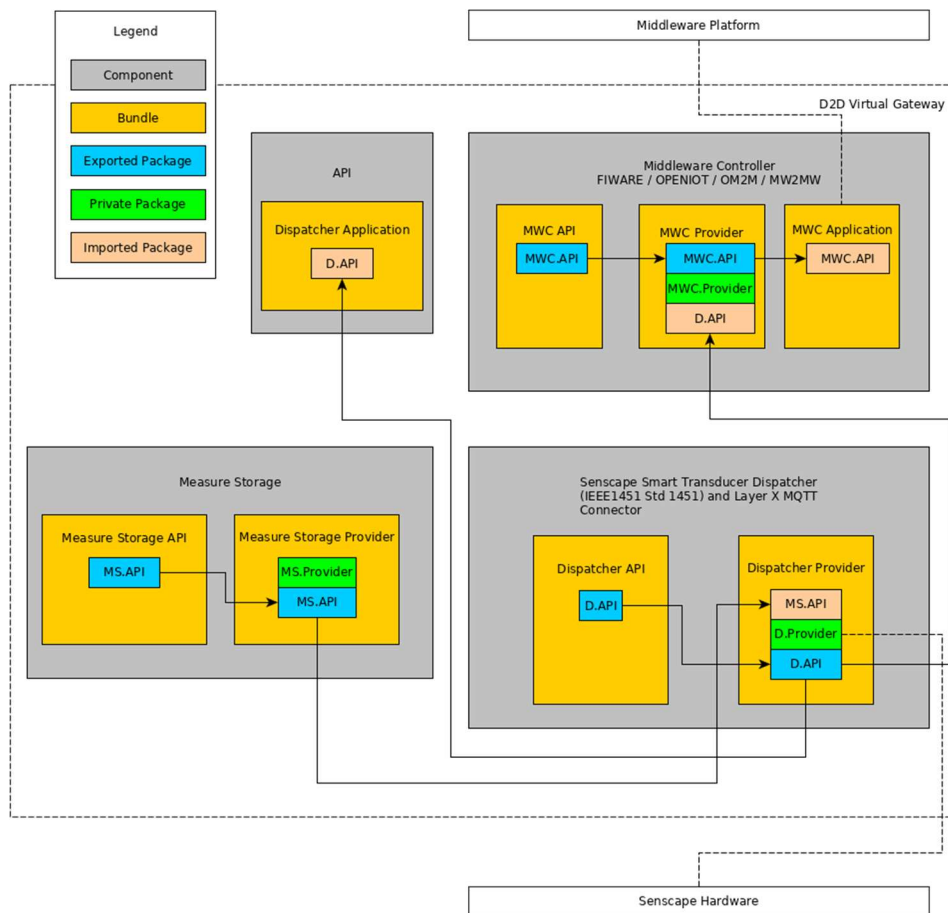 Legend
Component
Bundle
Exported Package
Private Package
Imported Package
Middleware Platform
D2D Virtual Gateway
API
Dispatcher Application
D.API
Middleware Controller
FIWARE / OPENIOT / OM2M / MW2MW
MWC API
MWC.API
MWC Provider
MWC.API
MWC.Provider
D.API
MWC Application
MWC.API
Measure Storage
Measure Storage API
MS.API
Measure Storage Provider
MS.Provider
MS.API
Senscape Smart Transducer Dispatcher
(IEEE1451 Std 1451) and Layer X MQTT
Connector
Dispatcher API
D.API
Dispatcher Provider
MS.API
D.Provider
D.API
Senscape Hardware